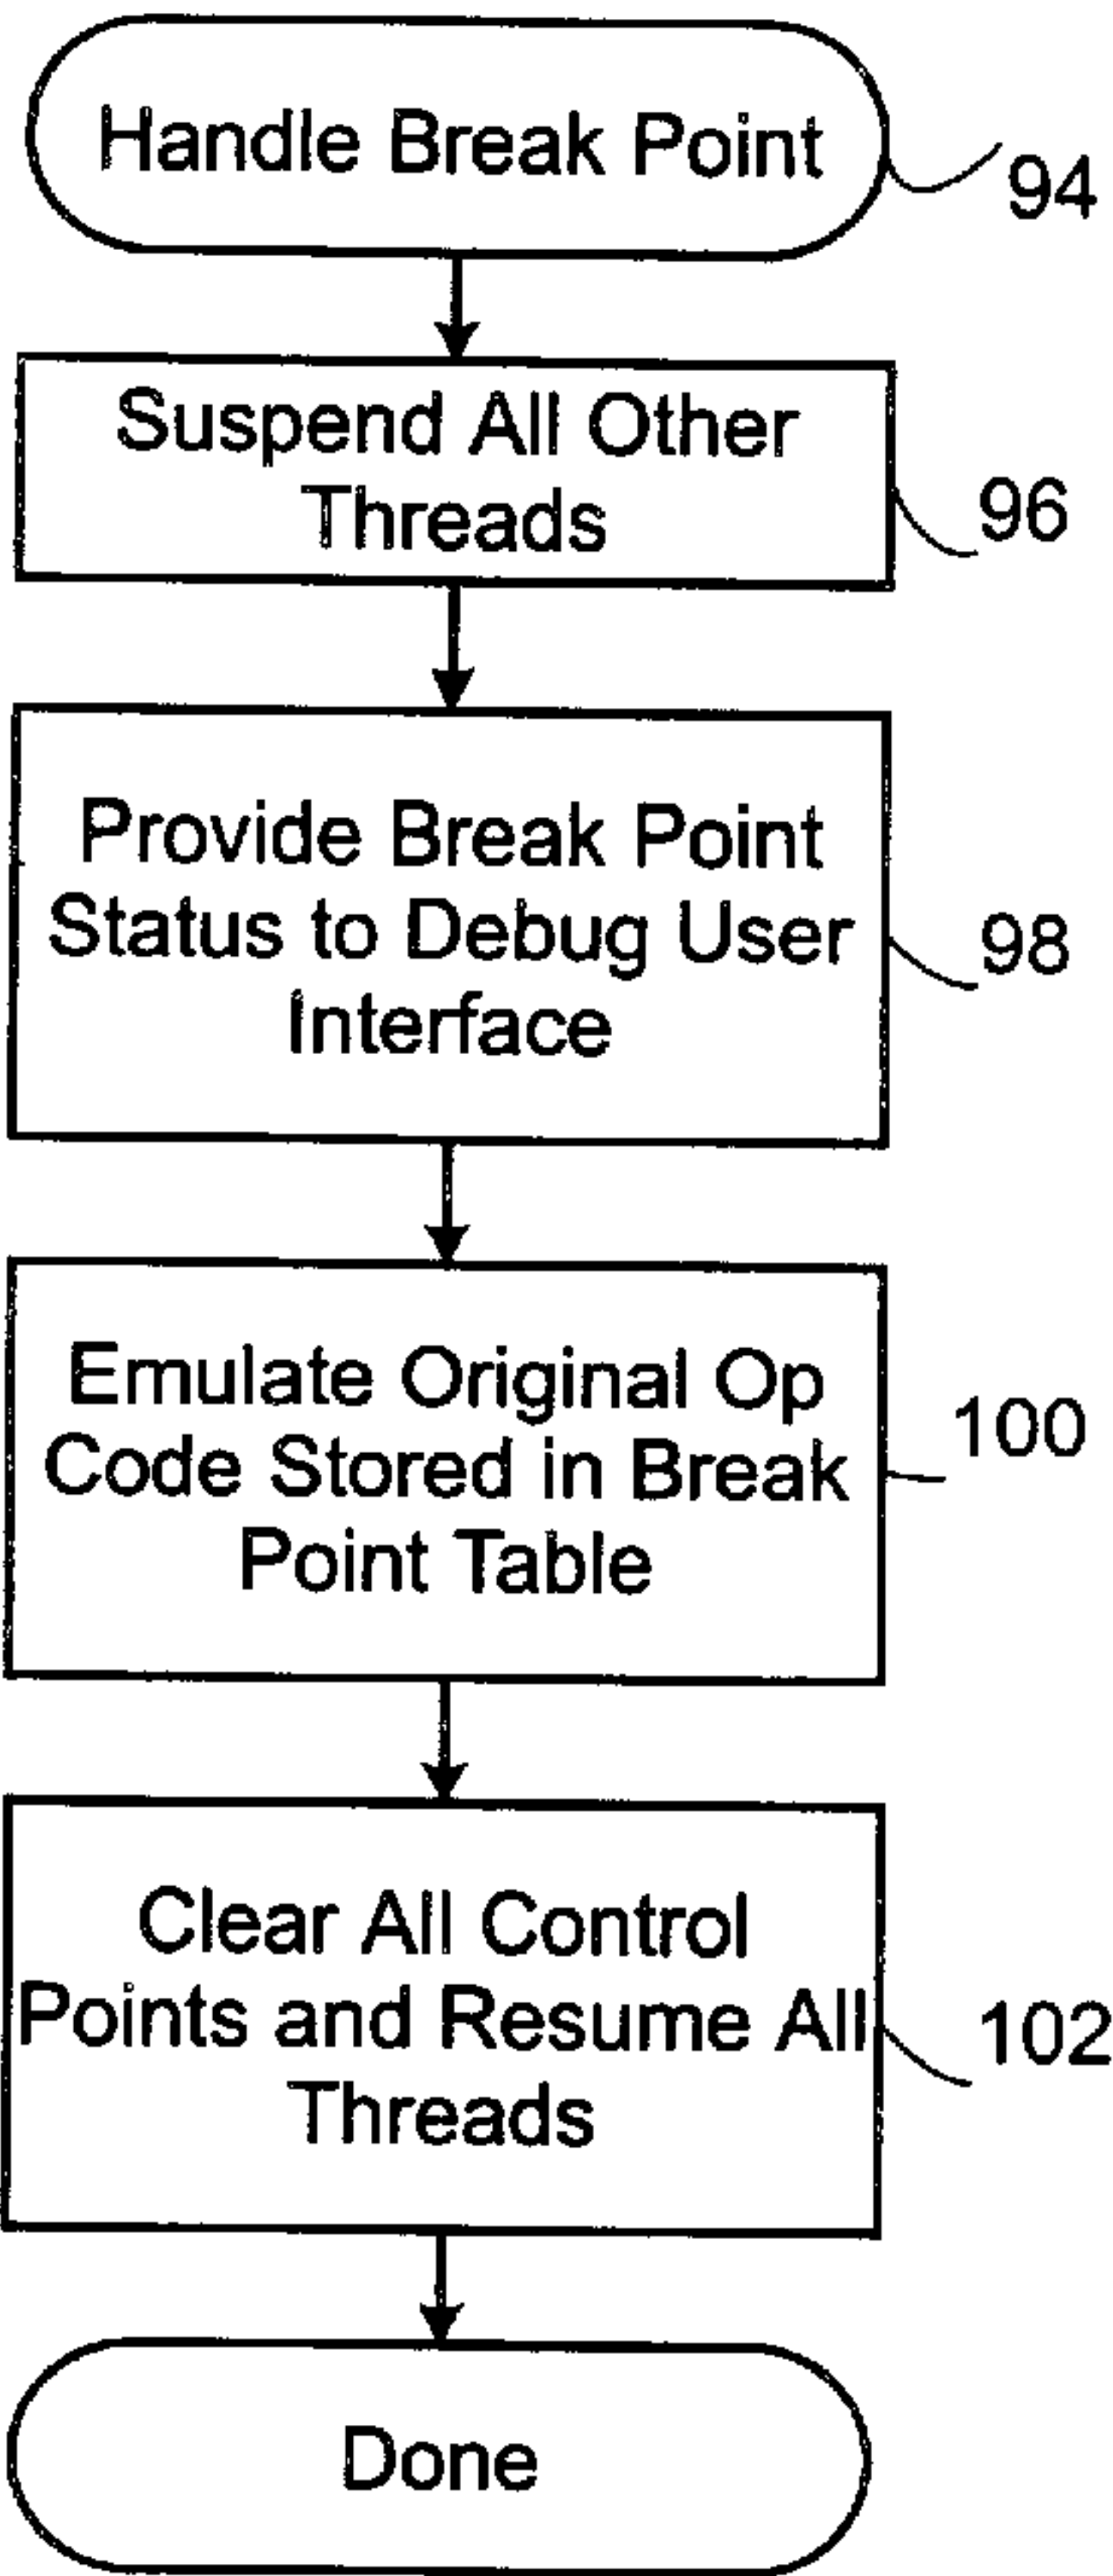 Handle Break Point
94
Suspend All Other
Threads
96
Provide Break Point
Status to Debug User
Interface
98
Emulate Original Op
Code Stored in Break
Point Table
100
Clear All Control
Points and Resume All
Threads
102
Done